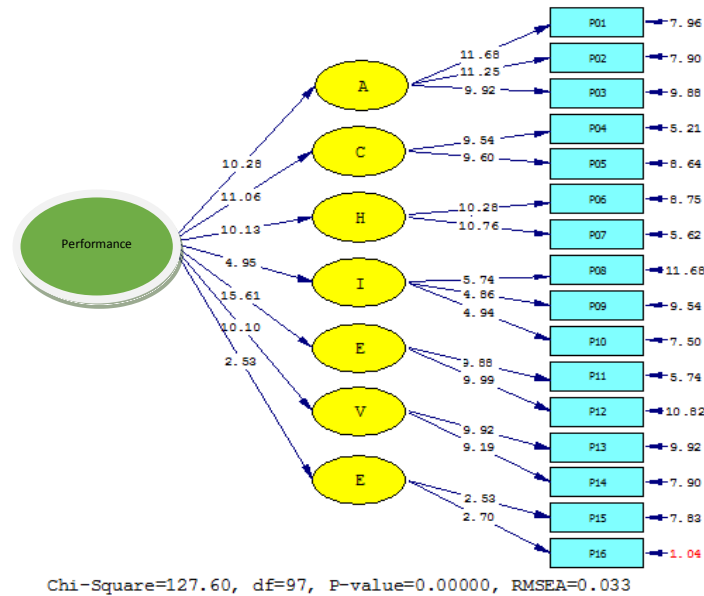 P01
7.96
11.68
P02
7.90
11.25
A
9.92
P03
9.88
P04
5.21
9.54
C
9.60
P05
8.64
10.28
P06
8.75
11.06
10.28
H
10.76
P07
5.62
Performance
10.13
4.95
P08
11.68
5.74
I
4.86
P09
9.54
4.94
15.61
P10
7.50
10.10
E
9.88
P11
5.74
2.53
9.99
P12
10.82
V
9.92
P13
9.92
9.19
P14
7.90
E
2.53
P15
7.83
2.70
P16
1.04
Chi-Square=127.60, df=97, P-value=0.00000, RMSEA=0.033